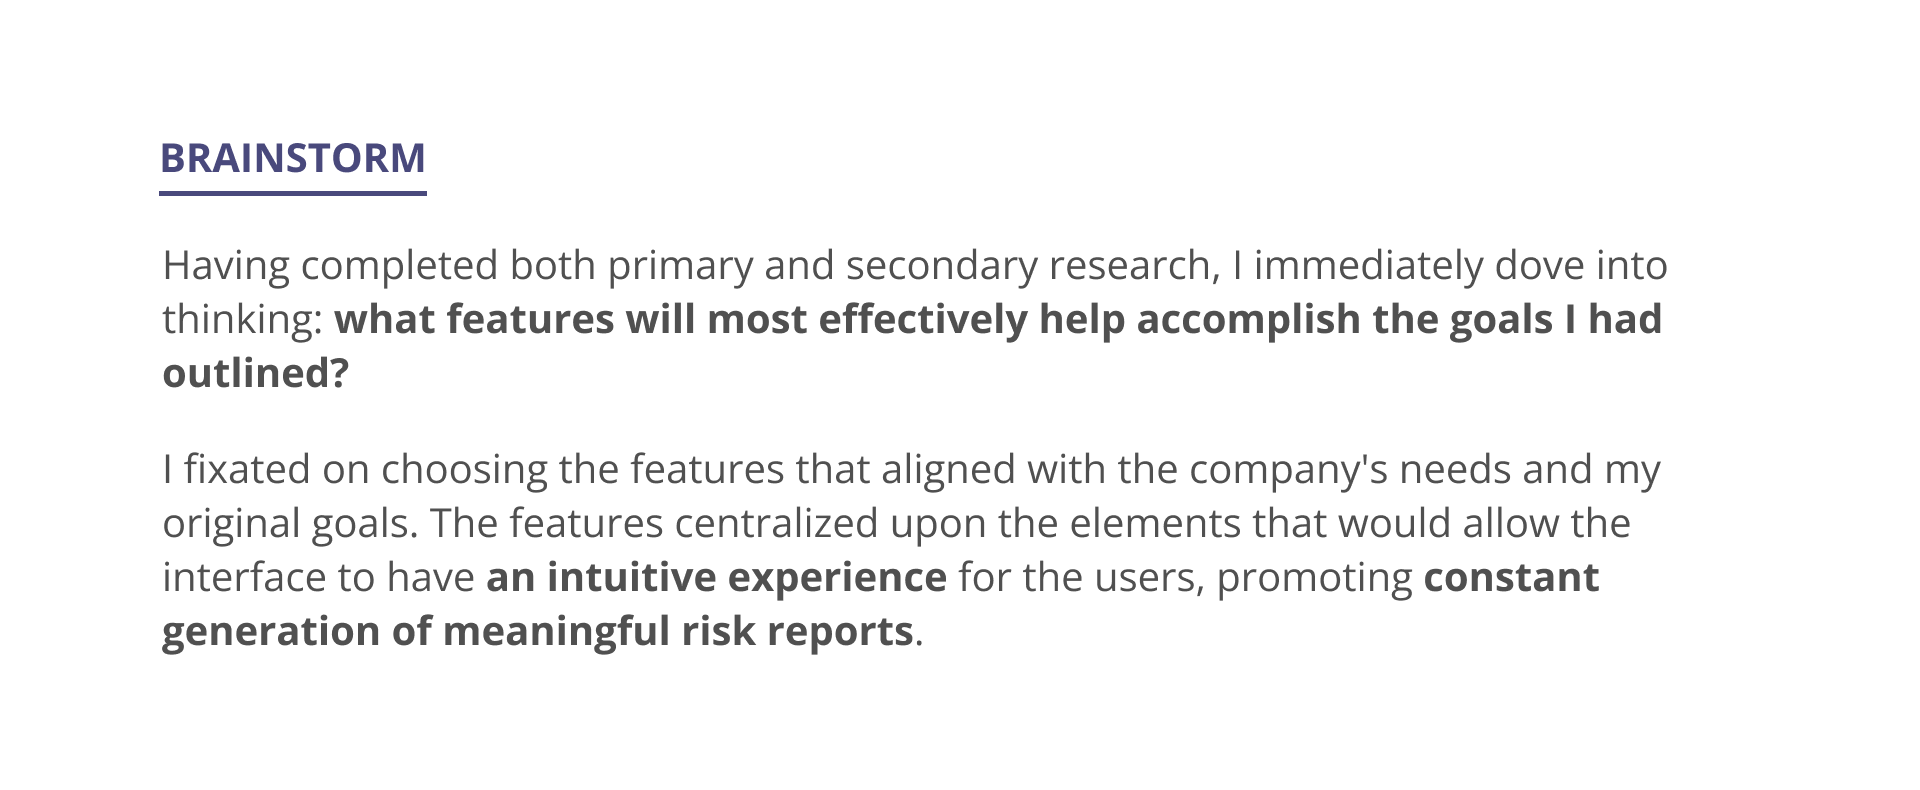 BRAINSTORM
Having completed both primary and secondary research, I immediately dove into
thinking: what features will most effectively help accomplish the goals I had
outlined?
I fixated on choosing the features that aligned with the company's needs and my
original goals. The features centralized upon the elements that would allow the
interface to have an intuitive experience for the users, promoting constant
generation of meaningful risk reports.